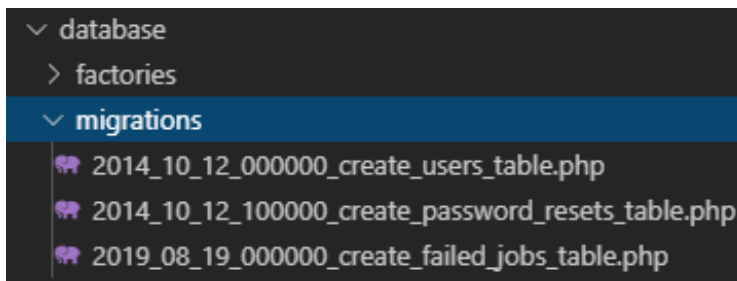 database
factories
migrations
2014_10_12_000000_create_users_table.php
2014_10_12_100000_create_password_resets_table.php
2019_08_19_000000_create_failed_jobs_table.php